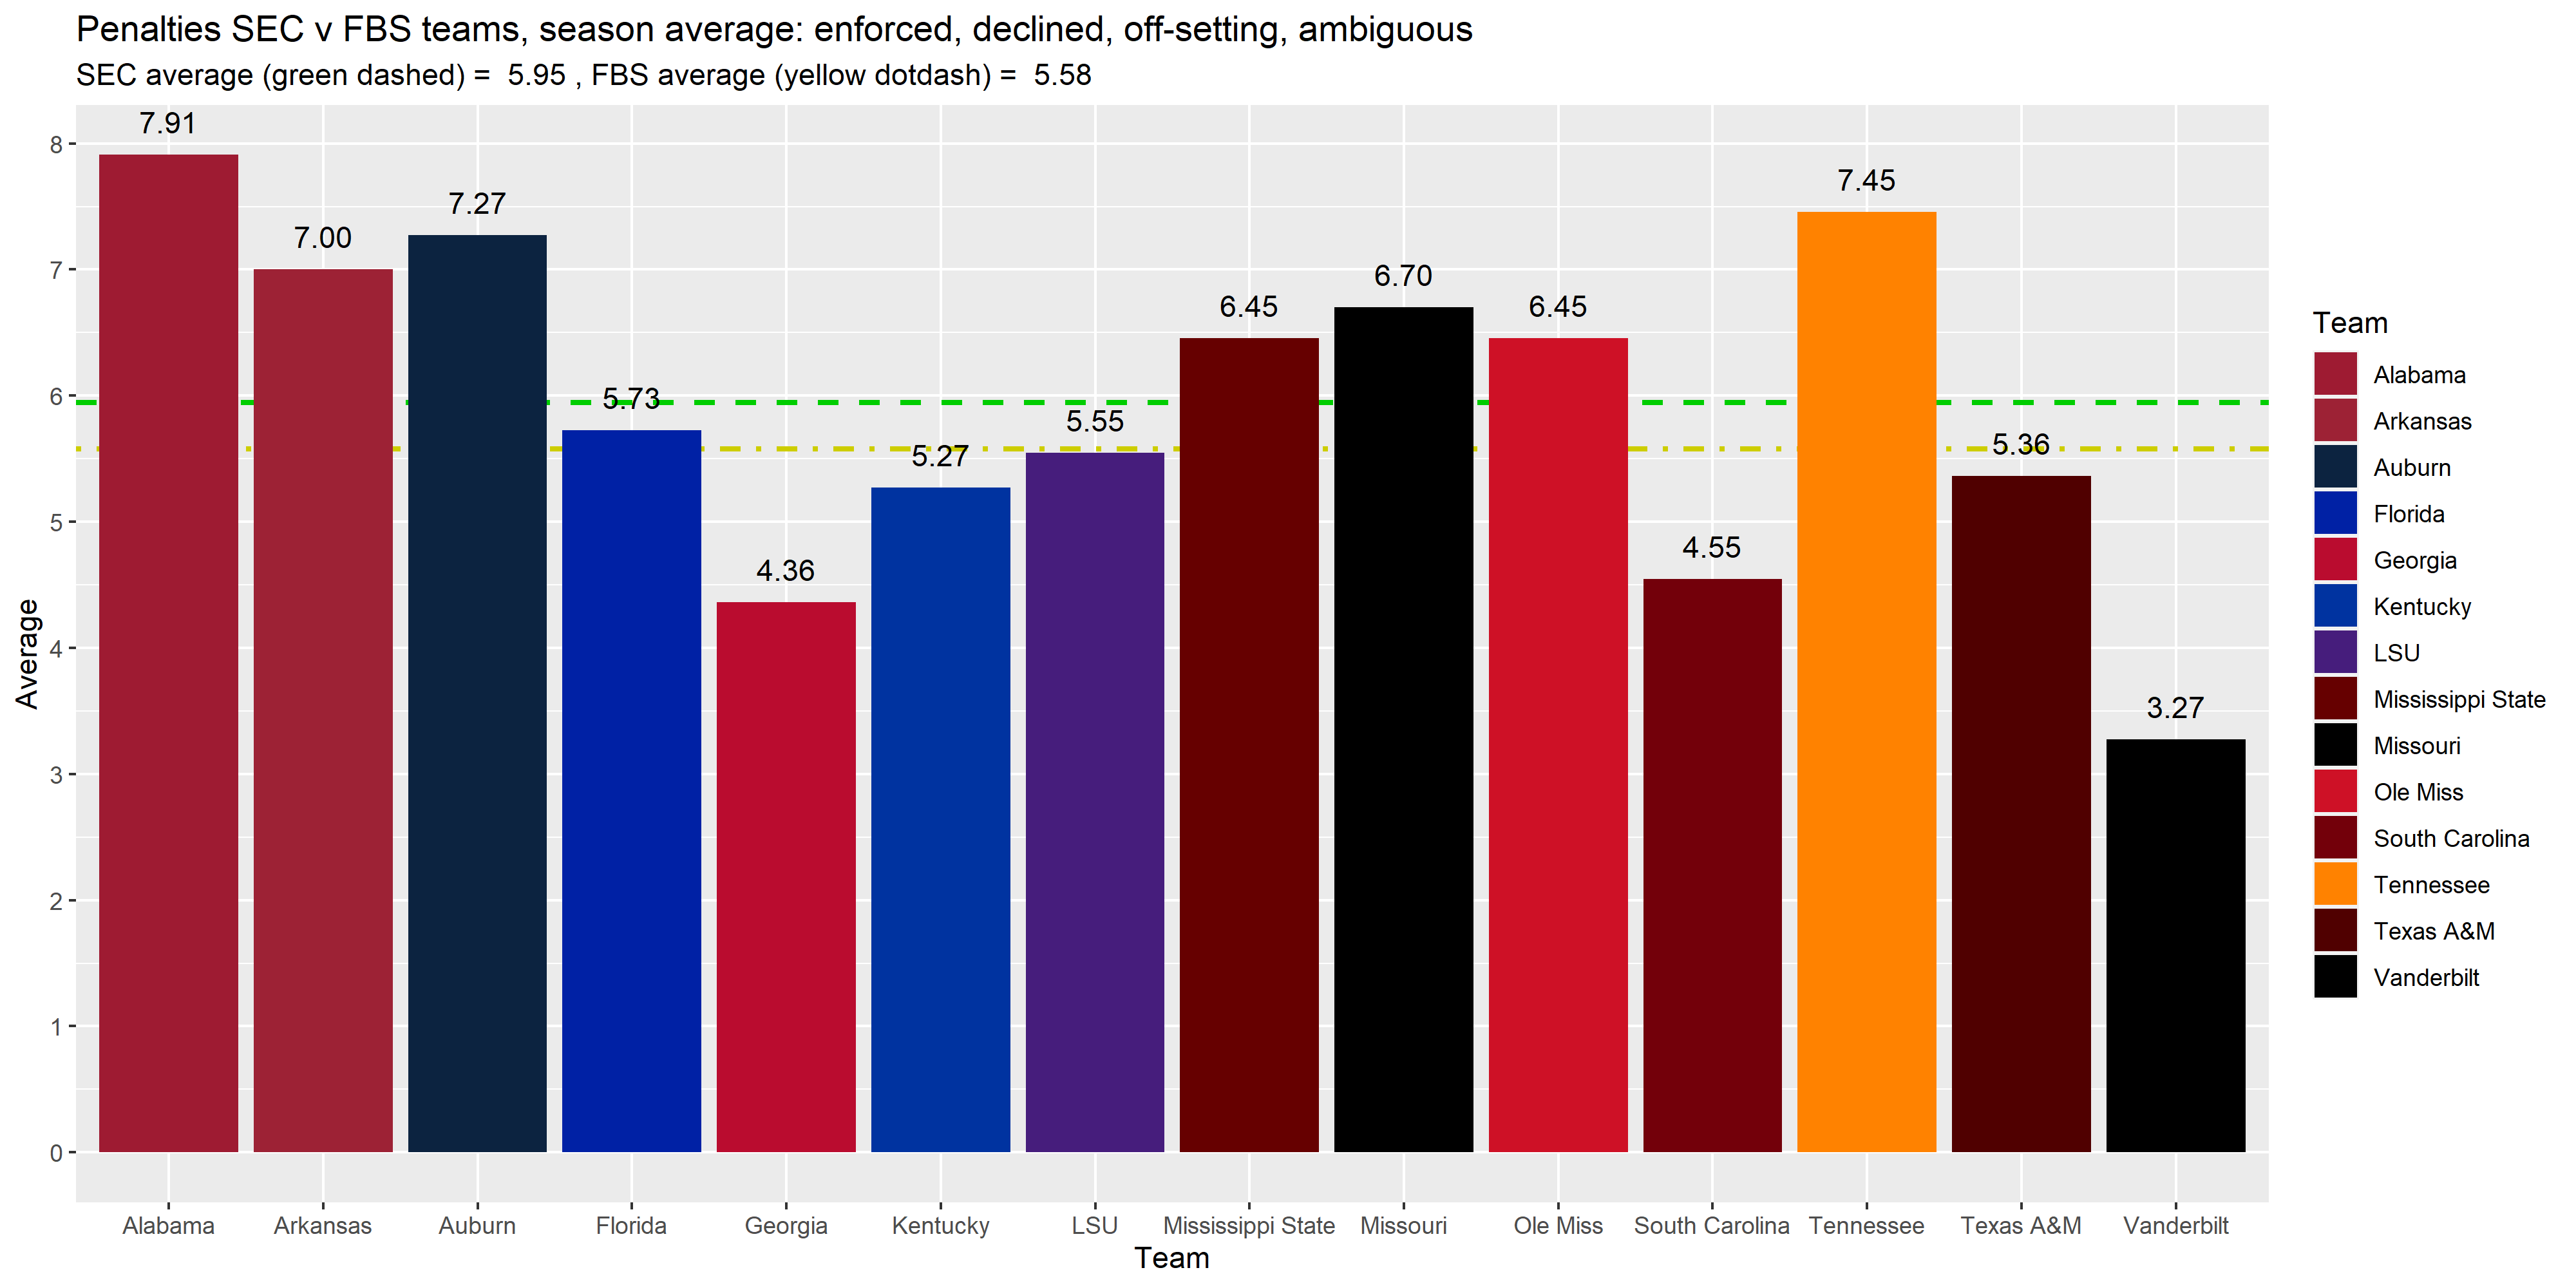 Penalties SEC v FBS teams, season average: enforced, declined, off-setting, ambiguous
SEC average (green dashed) =  5.95 , FBS average (yellow dotdash) =  5.58
Average
8
7
6
5
4
3
2
1
0
7.91
7.00
7.27
5.73
4.36
5.27
5.55
6.45
6.70
6.45
4.55
7.45
5.36
3.27
Alabama Arkansas Auburn Florida Georgia Kentucky LSU Mississippi State Missouri Ole Miss South Carolina Tennessee Texas A&M Vanderbilt
Team
Team
Alabama
Arkansas
Auburn
Florida
Georgia
Kentucky
LSU
Mississippi State
Missouri
Ole Miss
South Carolina
Tennessee
Texas A&M
Vanderbilt